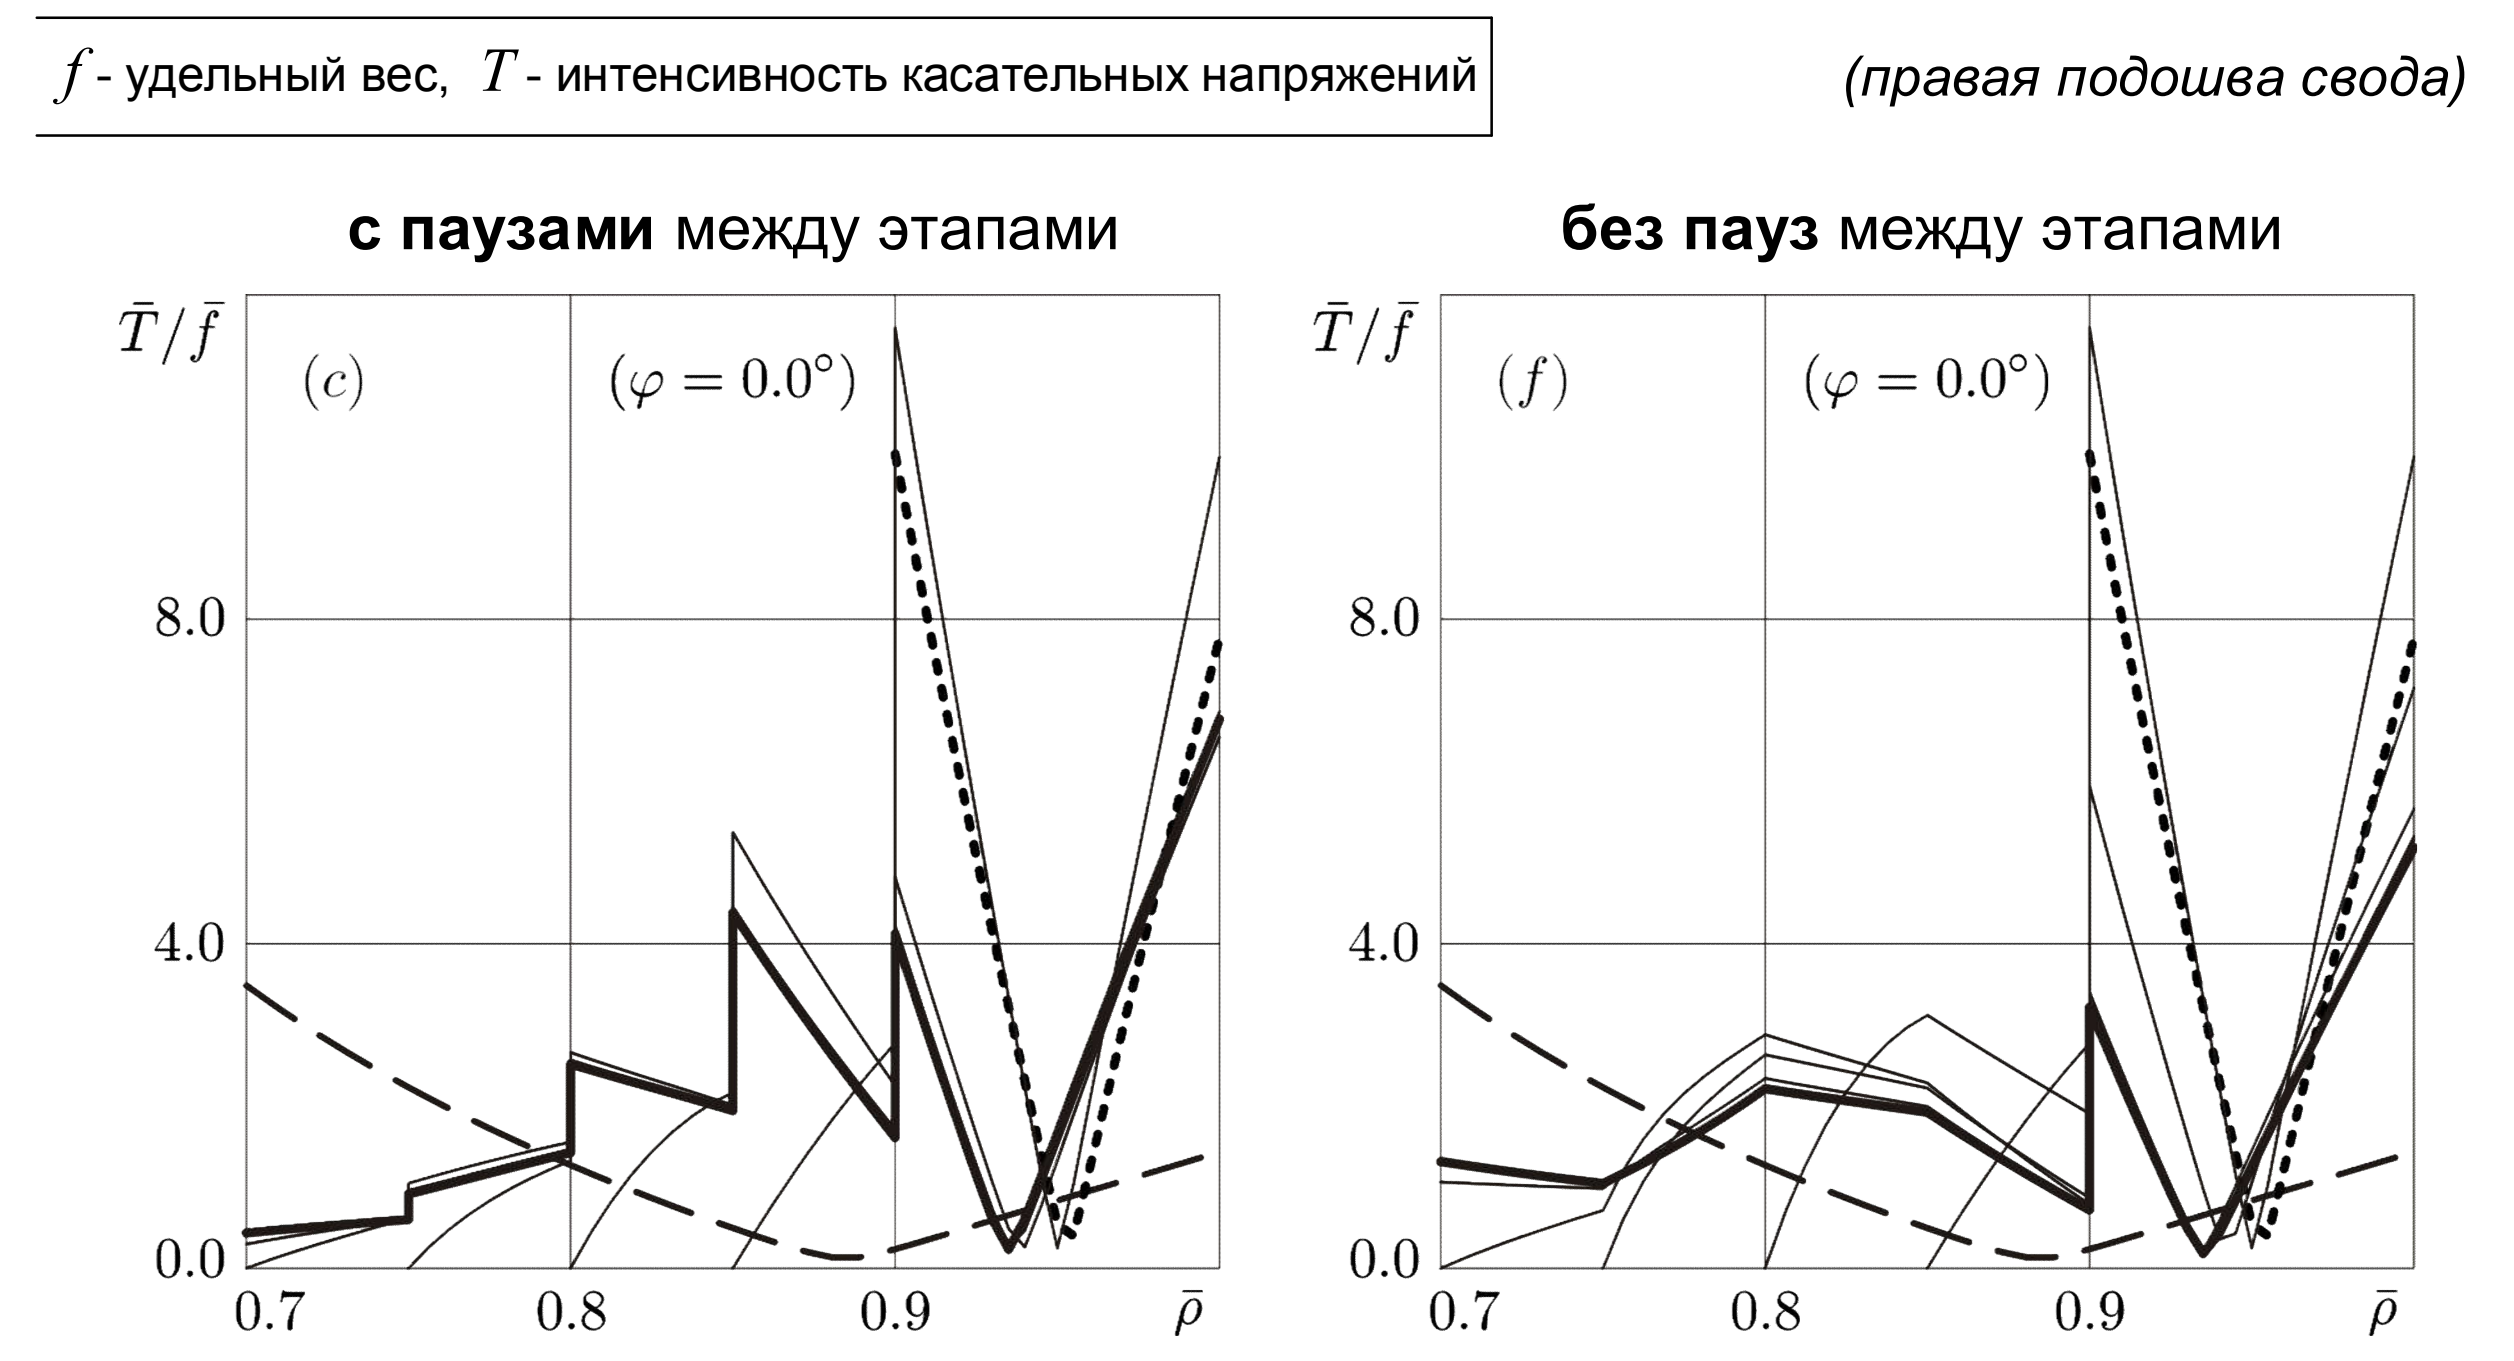 f - удельный вес, T - интенсивность касательных напряжений
(правая подошва свода)
с паузами между этапами
без пауз между этапами
T̄/f̄
(c)
(φ = 0.0°)
8.0
4.0
0.0
0.7 0.8 0.9 ρ̄
T̄/f̄
(f)
(φ = 0.0°)
8.0
4.0
0.0
0.7 0.8 0.9 ρ̄